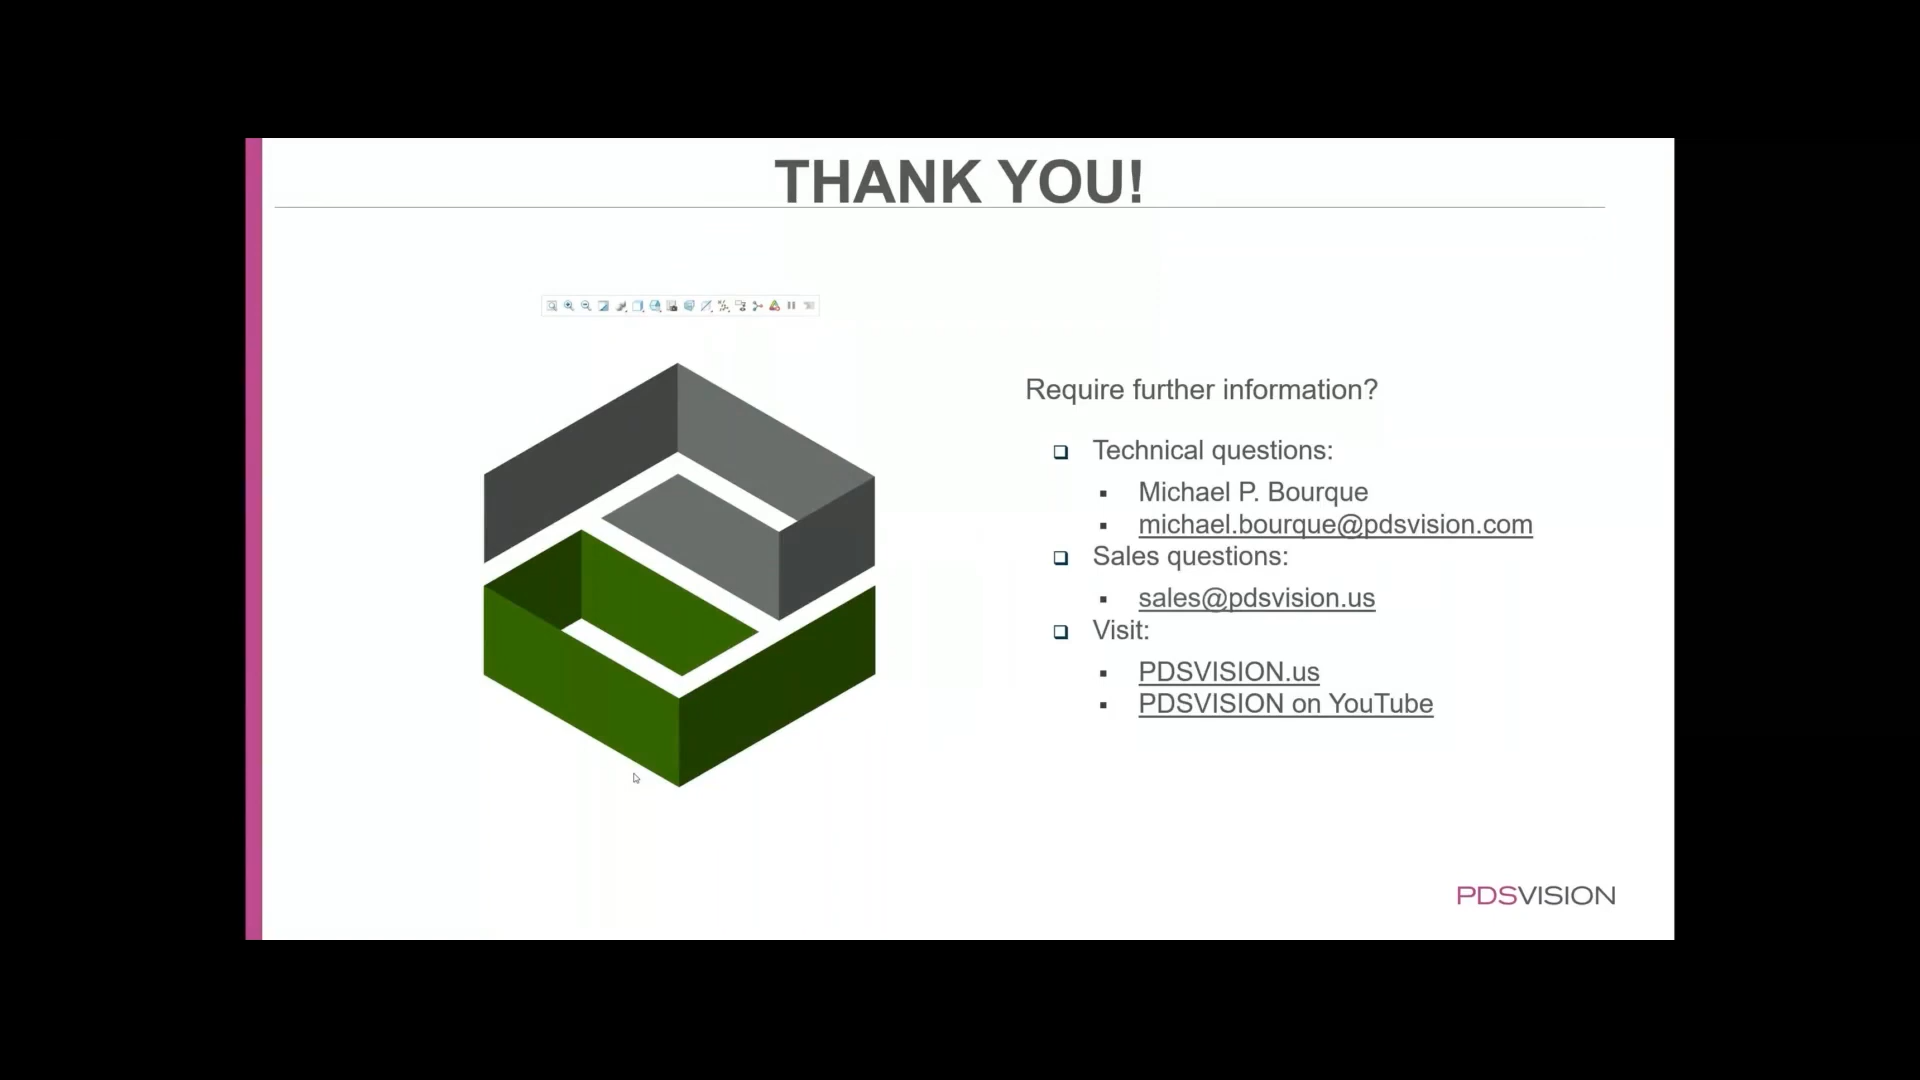 THANK YOU!
Require further information?
Technical questions:
Michael P. Bourque
michael.bourque@pdsvision.com
Sales questions:
sales@pdsvision.us
Visit:
PDSVISION.us
PDSVISION on YouTube
PDSVISION